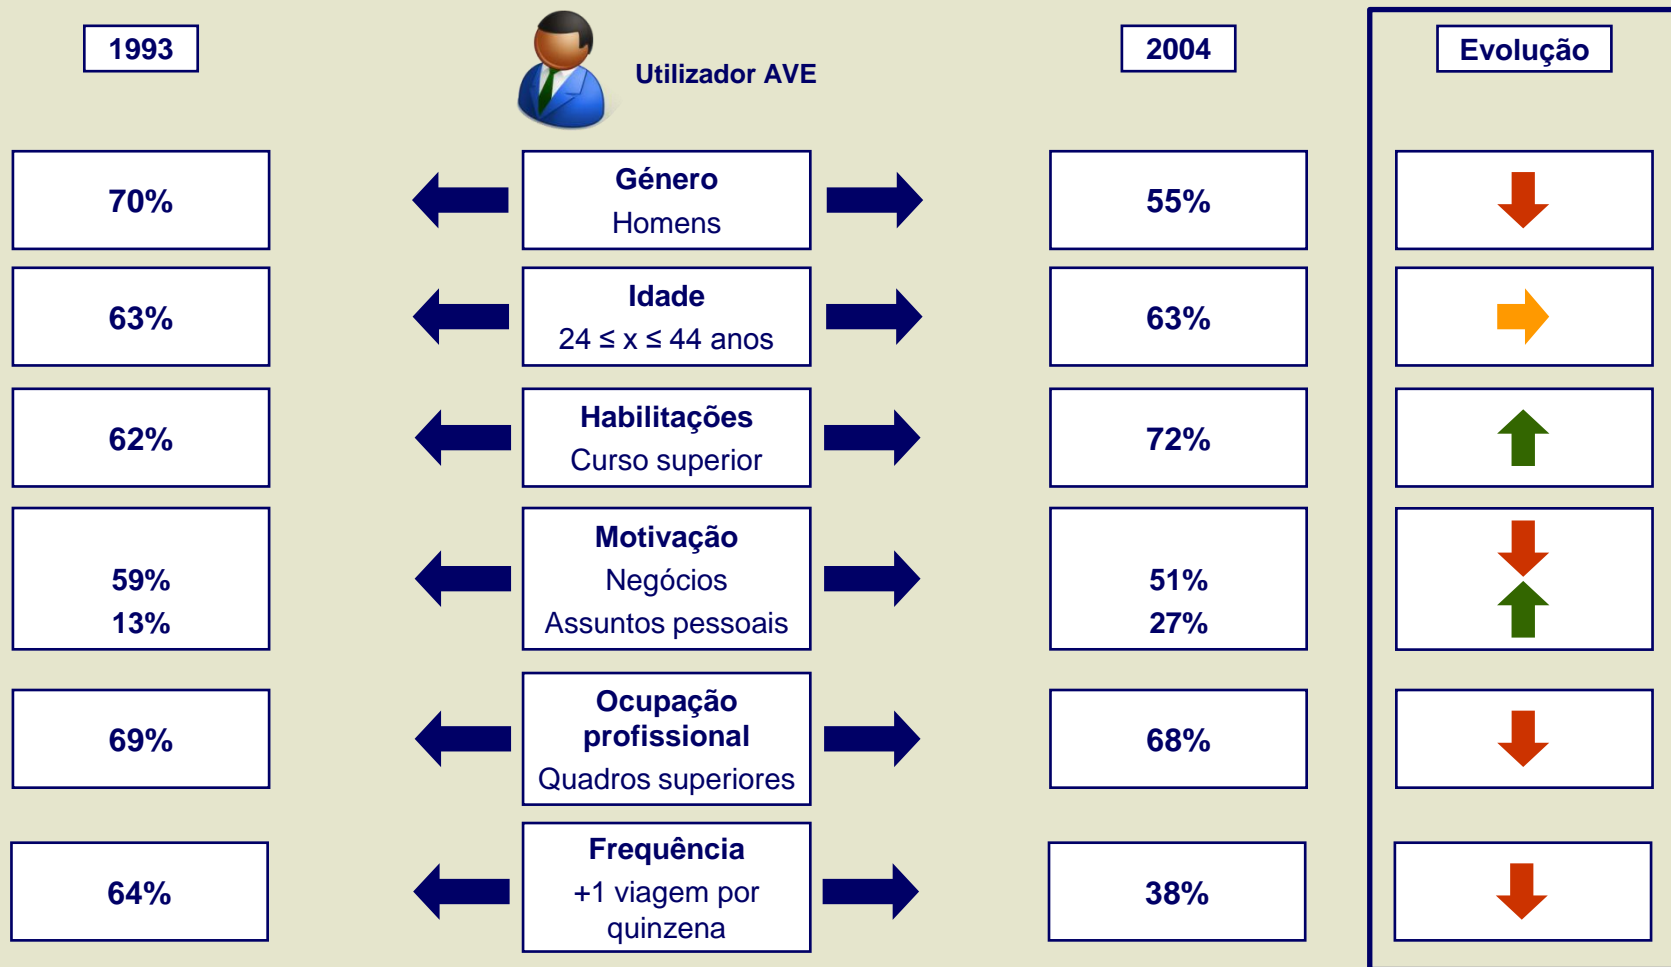 1993
Utilizador AVE
2004
Evolução
70%
Género
Homens
55%
63%
Idade
24 ≤ x ≤ 44 anos
63%
62%
Habilitações
Curso superior
72%
59%
13%
Motivação
Negócios
Assuntos pessoais
51%
27%
69%
Ocupação
profissional
Quadros superiores
68%
64%
Frequência
+1 viagem por
quinzena
38%